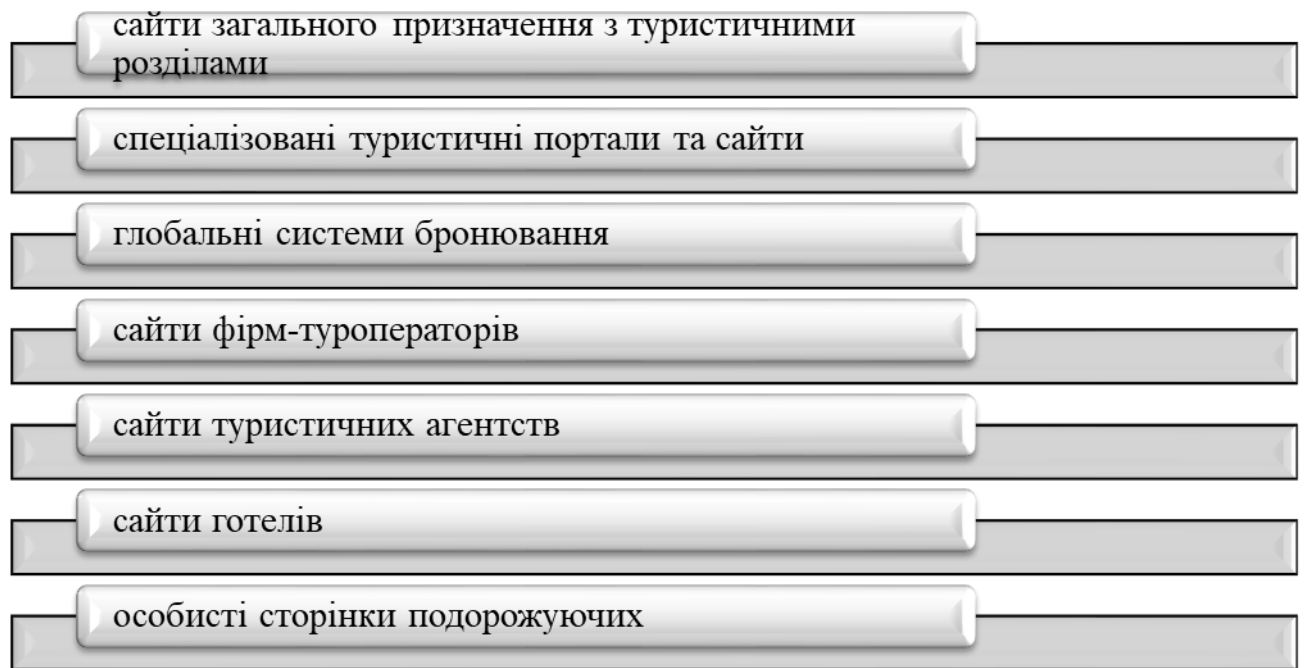 сайти загального призначення з туристичними
розділами
спеціалізовані туристичні портали та сайти
глобальні системи бронювання
сайти фірм-туроператорів
сайти туристичних агентств
сайти готелів
особисті сторінки подорожуючих